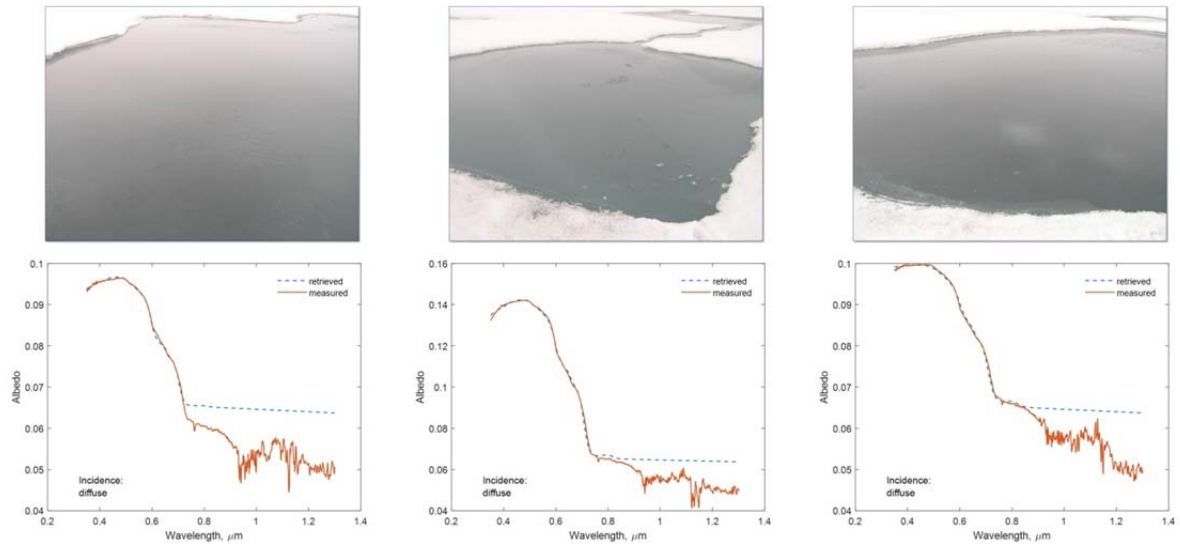 0.1
0.09
0.08
0.07
0.06
0.05
0.04
Albedo
retrieved
measured
Incidence:
diffuse
0.2 0.4 0.6 0.8 1 1.2 1.4
Wavelength, μm
0.16
0.14
0.12
0.1
0.08
0.06
0.04
Albedo
retrieved
measured
Incidence:
diffuse
0.2 0.4 0.6 0.8 1 1.2 1.4
Wavelength, μm
0.1
0.09
0.08
0.07
0.06
0.05
0.04
Albedo
retrieved
measured
Incidence:
diffuse
0.2 0.4 0.6 0.8 1 1.2 1.4
Wavelength, μm